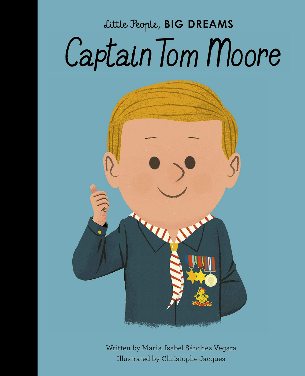 Little People, BIG DREAMS
Captain Tom Moore
Written by Maria Isabel Sánchez Vegara
Illustrated by Christophe Jacques